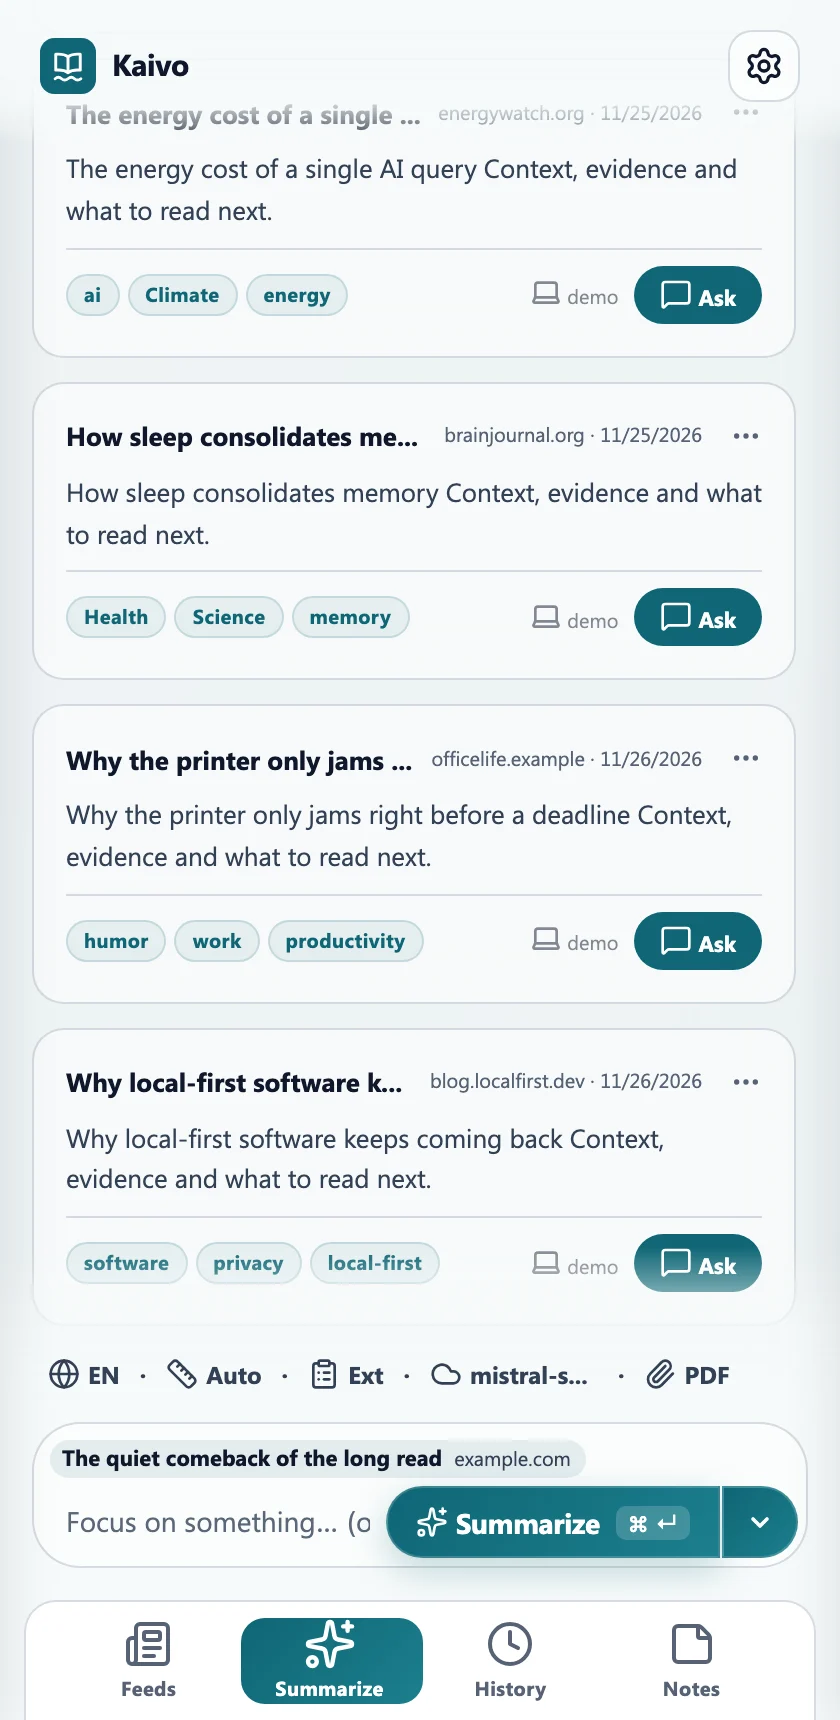 Kaivo
The energy cost of a single ... energywatch.org · 11/25/2026
The energy cost of a single AI query Context, evidence and
what to read next.
ai Climate energy demo Ask
How sleep consolidates me... brainjournal.org · 11/25/2026
How sleep consolidates memory Context, evidence and what
to read next.
Health Science memory demo Ask
Why the printer only jams ... officelife.example · 11/26/2026
Why the printer only jams right before a deadline Context,
evidence and what to read next.
humor work productivity demo Ask
Why local-first software k... blog.localfirst.dev · 11/26/2026
Why local-first software keeps coming back Context,
evidence and what to read next.
software privacy local-first demo Ask
EN · Auto · Ext · mistral-s... · PDF
The quiet comeback of the long read example.com
Focus on something... (o Summarize ⌘ ↵
Feeds Summarize History Notes